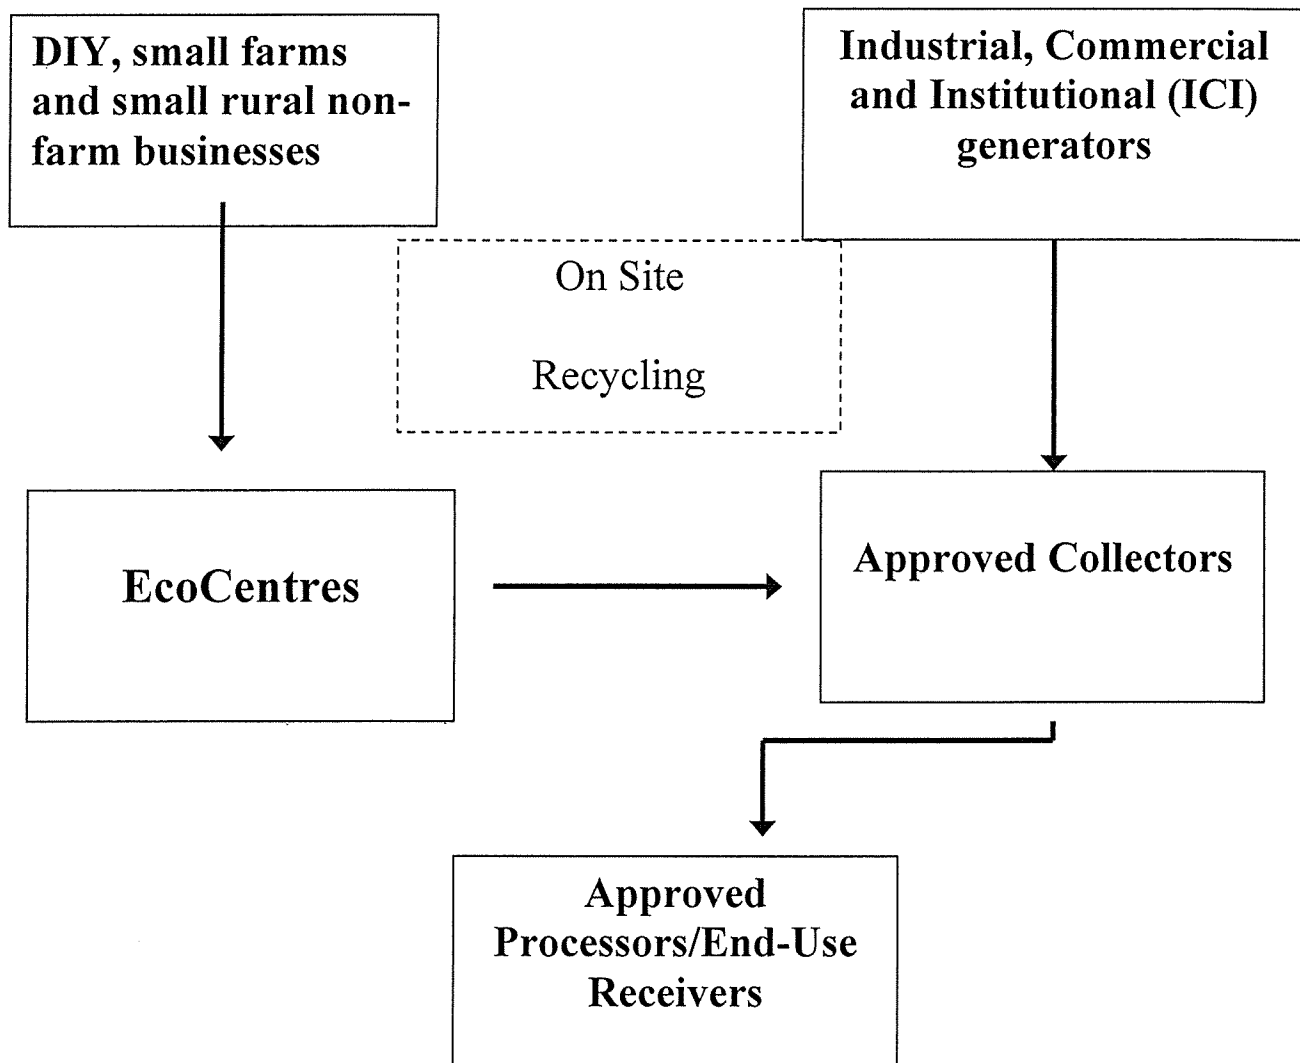 DIY, small farms
and small rural non-
farm businesses
Industrial, Commercial
and Institutional (ICI)
generators
On Site
Recycling
EcoCentres
Approved Collectors
Approved
Processors/End-Use
Receivers